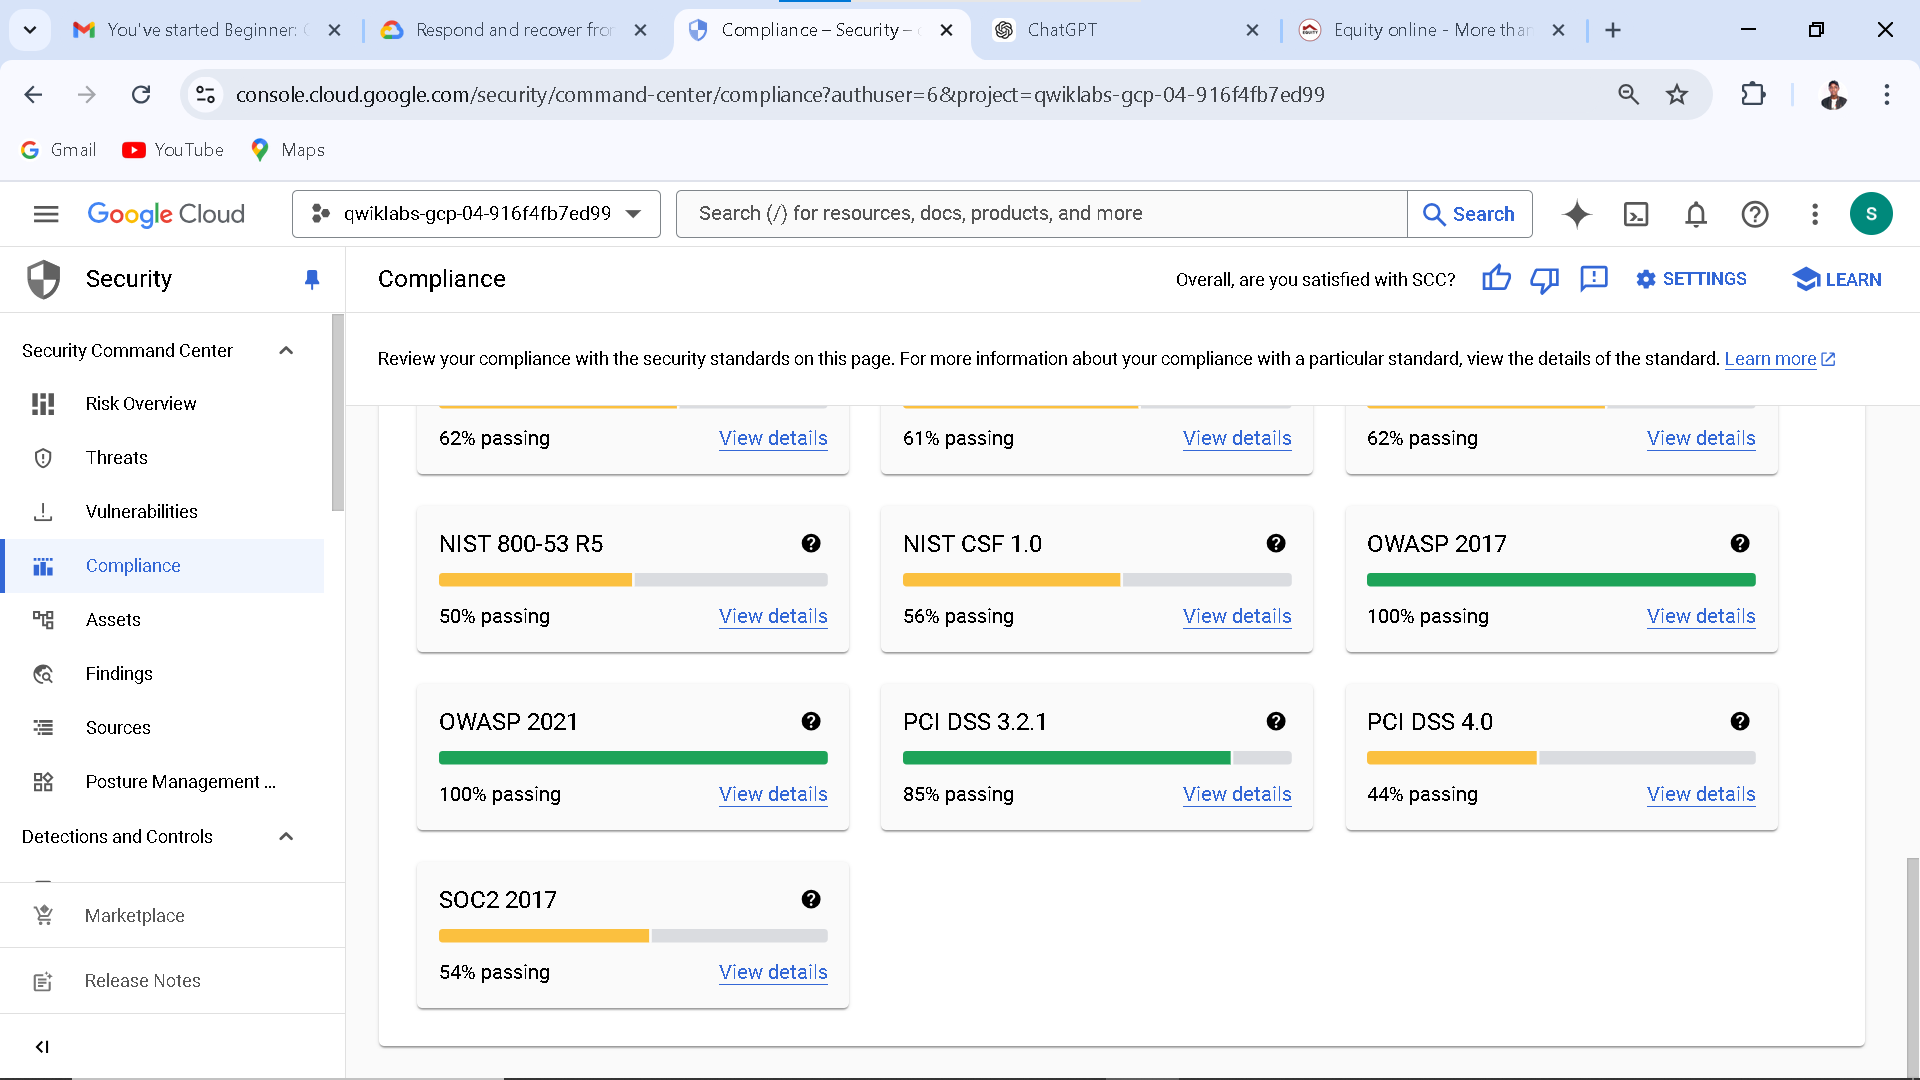 You've started Beginner:
Respond and recover from
Compliance – Security –
ChatGPT
Equity online - More than
console.cloud.google.com/security/command-center/compliance?authuser=6&project=qwiklabs-gcp-04-916f4fb7ed99
Gmail
YouTube
Maps
Google Cloud
qwiklabs-gcp-04-916f4fb7ed99
Search (/) for resources, docs, products, and more
Search
S
Security
Compliance
Overall, are you satisfied with SCC?
SETTINGS
LEARN
Review your compliance with the security standards on this page. For more information about your compliance with a particular standard, view the details of the standard. Learn more
Security Command Center
Risk Overview
Threats
Vulnerabilities
Compliance
Assets
Findings
Sources
Posture Management ...
Detections and Controls
Marketplace
Release Notes
62% passing
View details
61% passing
View details
62% passing
View details
NIST 800-53 R5
50% passing
View details
NIST CSF 1.0
56% passing
View details
OWASP 2017
100% passing
View details
OWASP 2021
100% passing
View details
PCI DSS 3.2.1
85% passing
View details
PCI DSS 4.0
44% passing
View details
SOC2 2017
54% passing
View details